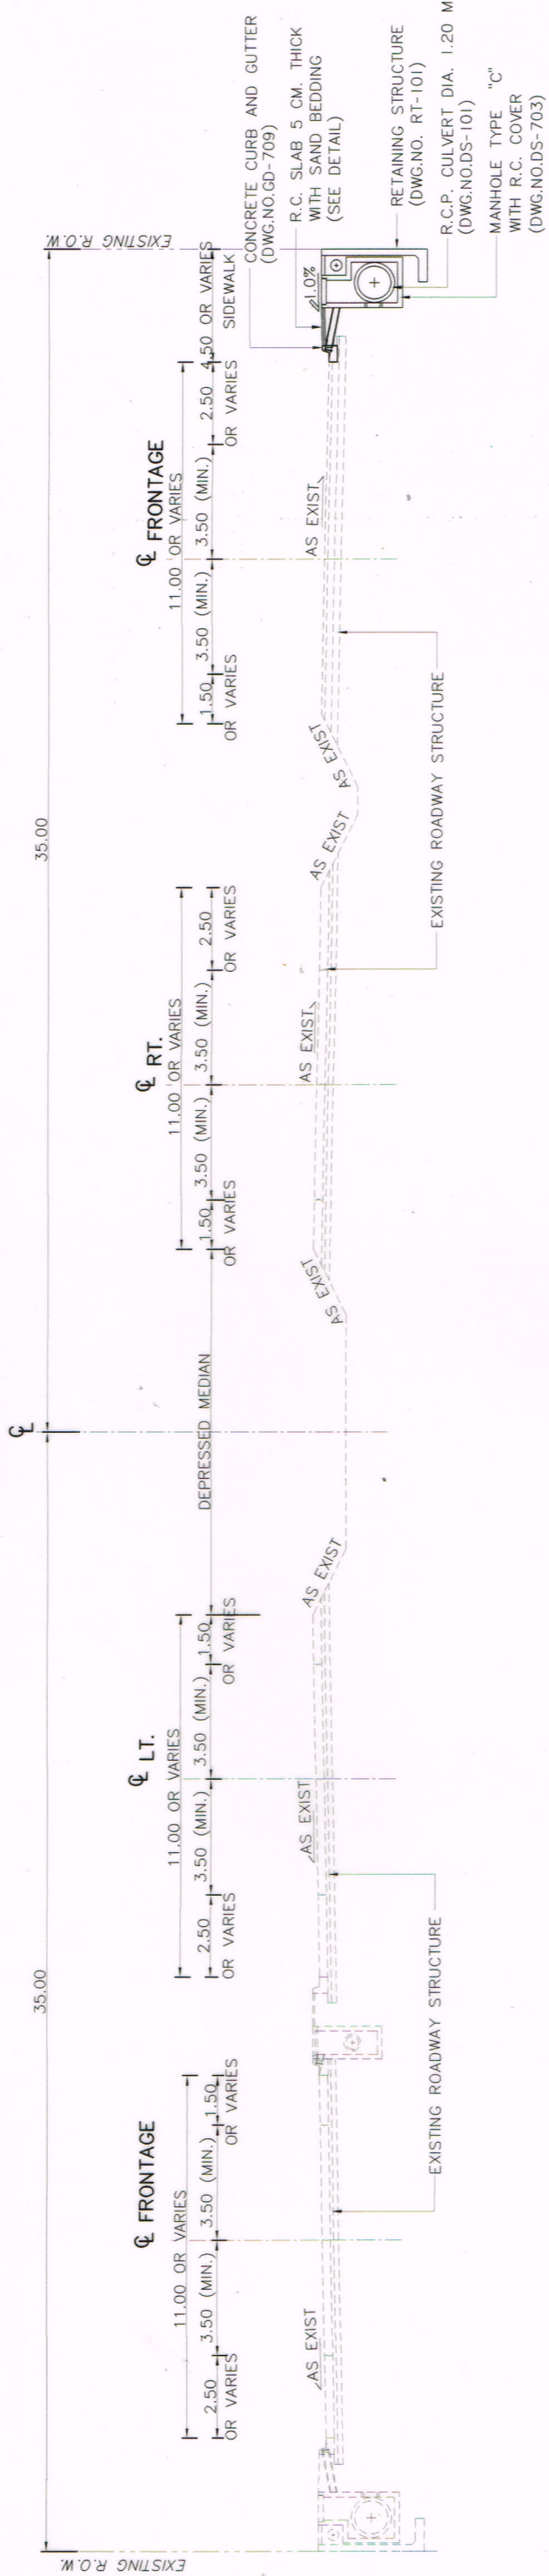 35.00
℄
35.00
EXISTING R.O.W.
℄ FRONTAGE
11.00 OR VARIES
2.50
OR VARIES
3.50 (MIN.)
3.50 (MIN.)
1.50
OR VARIES
℄ LT.
11.00 OR VARIES
2.50
OR VARIES
3.50 (MIN.)
3.50 (MIN.)
1.50
OR VARIES
DEPRESSED MEDIAN
℄ RT.
11.00 OR VARIES
1.50
OR VARIES
3.50 (MIN.)
3.50 (MIN.)
2.50
OR VARIES
℄ FRONTAGE
11.00 OR VARIES
1.50
OR VARIES
3.50 (MIN.)
3.50 (MIN.)
2.50
OR VARIES
4.50 OR VARIES
SIDEWALK
EXISTING R.O.W.
AS EXIST
AS EXIST
AS EXIST
AS EXIST
AS EXIST
AS EXIST
AS EXIST
AS EXIST
1.0%
EXISTING ROADWAY STRUCTURE
EXISTING ROADWAY STRUCTURE
CONCRETE CURB AND GUTTER
(DWG.NO.GD-709)
R.C. SLAB 5 CM. THICK
WITH SAND BEDDING
(SEE DETAIL)
RETAINING STRUCTURE
(DWG.NO. RT-101)
R.C.P. CULVERT DIA. 1.20 M
(DWG.NO.DS-101)
MANHOLE TYPE "C"
WITH R.C. COVER
(DWG.NO.DS-703)